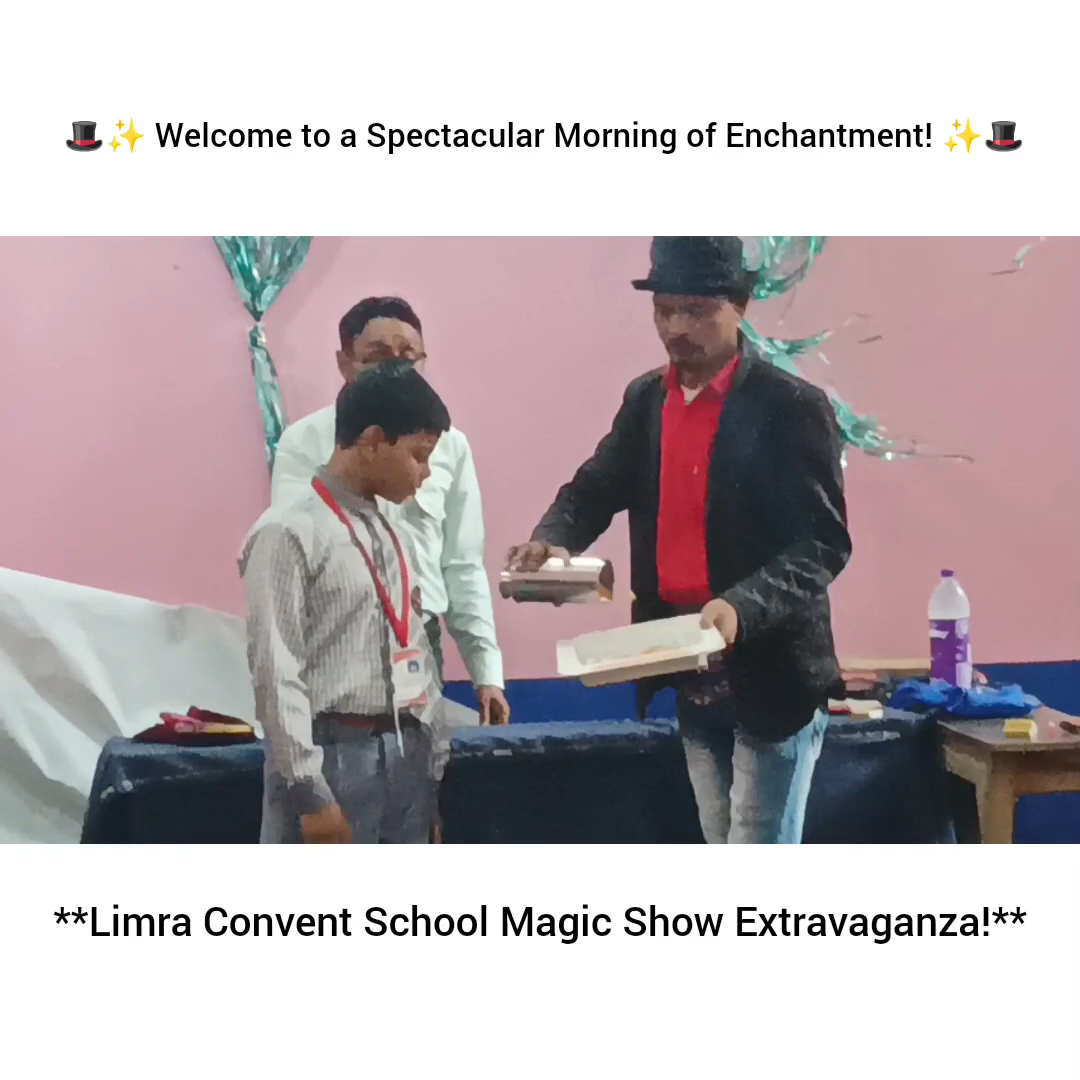 🎩✨ Welcome to a Spectacular Morning of Enchantment! ✨🎩
**Limra Convent School Magic Show Extravaganza!**